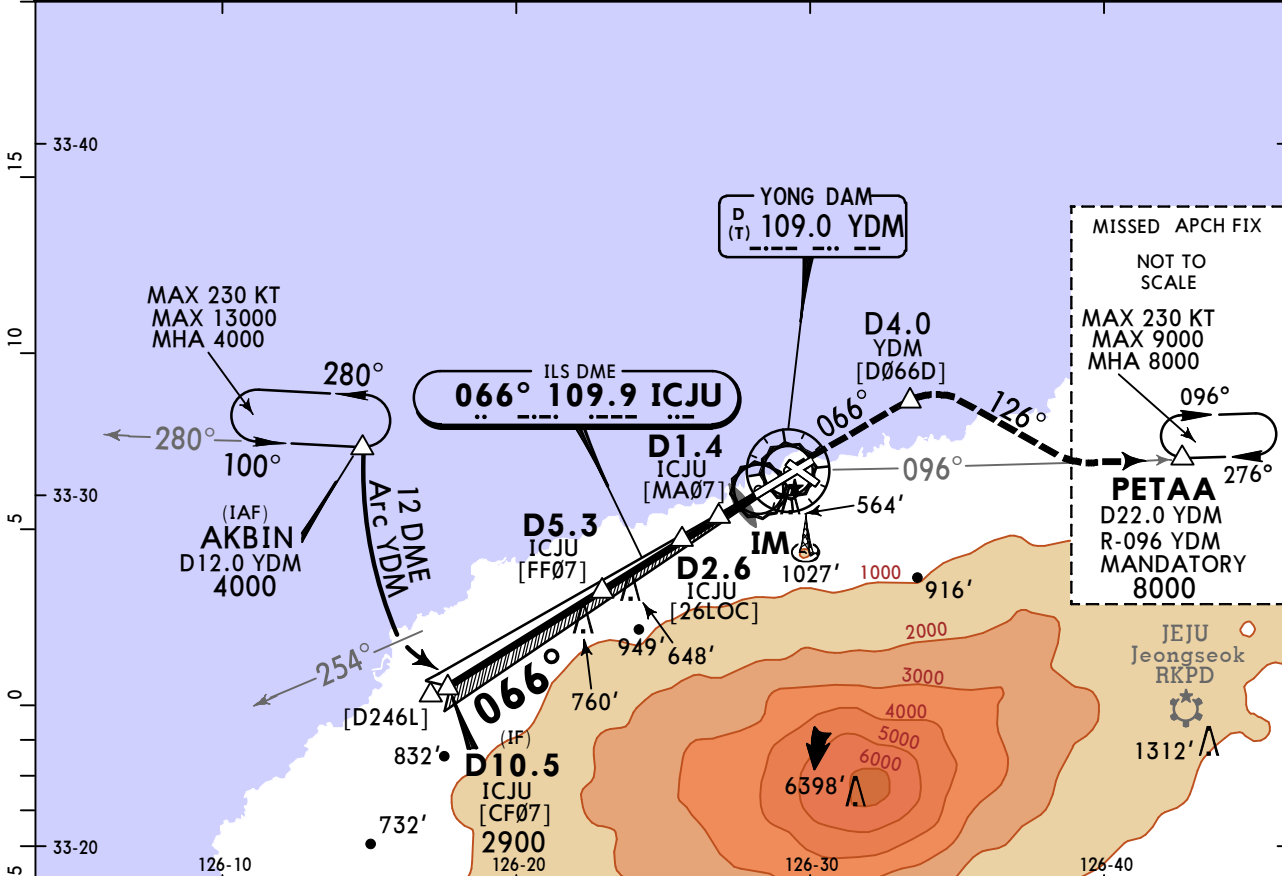 33-40
15
10
5
0
5
YONG DAM
D
(T) 109.0 YDM
MISSED APCH FIX
NOT TO
SCALE
MAX 230 KT
MAX 9000
MHA 8000
096°
276°
PETAA
D22.0 YDM
R-096 YDM
MANDATORY
8000
MAX 230 KT
MAX 13000
MHA 4000
280°
280°
100°
(IAF)
AKBIN
D12.0 YDM
4000
12 DME
Arc YDM
ILS DME
066° 109.9 ICJU
D4.0
YDM
[DØ66D]
066°
126°
096°
D1.4
ICJU
[MAØ7]
33-30
D5.3
ICJU
[FFØ7]
IM
564'
1027'
D2.6
ICJU
[26LOC]
1000
916'
2000
3000
4000
5000
6000
6398'
949'
648'
760'
254°
066°
[D246L]
(IF)
D10.5
ICJU
[CFØ7]
2900
832'
732'
JEJU
Jeongseok
RKPD
1312'
33-20
126-10
126-20
126-30
126-40